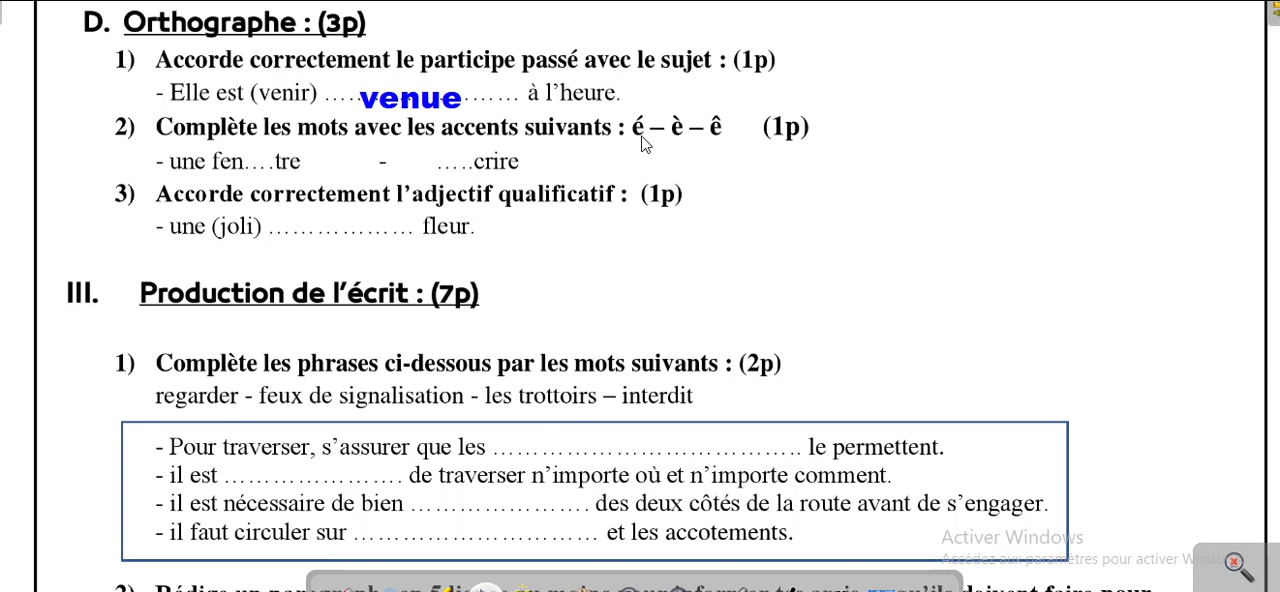 D. Orthographe : (3p)
1) Accorde correctement le participe passé avec le sujet : (1p)
- Elle est (venir) .....venue....... à l’heure.
2) Complète les mots avec les accents suivants : é – è – ê (1p)
- une fen....tre - .....crire
3) Accorde correctement l’adjectif qualificatif : (1p)
- une (joli) .................. fleur.
III. Production de l’écrit : (7p)
1) Complète les phrases ci-dessous par les mots suivants : (2p)
regarder - feux de signalisation - les trottoirs – interdit
- Pour traverser, s’assurer que les ...................................... le permettent.
- il est ...................... de traverser n’importe où et n’importe comment.
- il est nécessaire de bien ...................... des deux côtés de la route avant de s’engager.
- il faut circuler sur .............................. et les accotements.
Activer Windows
Accédez aux paramètres pour activer